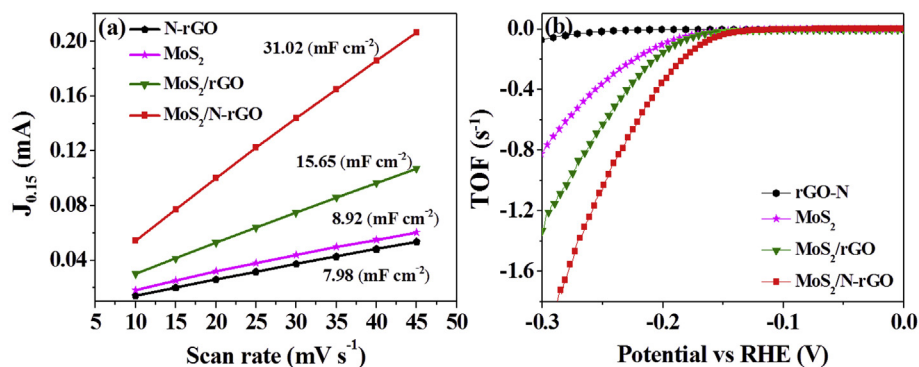 (a)
N-rGO
MoS₂
MoS₂/rGO
MoS₂/N-rGO
31.02 (mF cm⁻²)
15.65 (mF cm⁻²)
8.92 (mF cm⁻²)
7.98 (mF cm⁻²)
J₀.₁₅ (mA)
0.20
0.16
0.12
0.08
0.04
5 10 15 20 25 30 35 40 45 50
Scan rate (mV s⁻¹)
(b)
TOF (s⁻¹)
0.0
-0.4
-0.8
-1.2
-1.6
rGO-N
MoS₂
MoS₂/rGO
MoS₂/N-rGO
-0.3 -0.2 -0.1 0.0
Potential vs RHE (V)